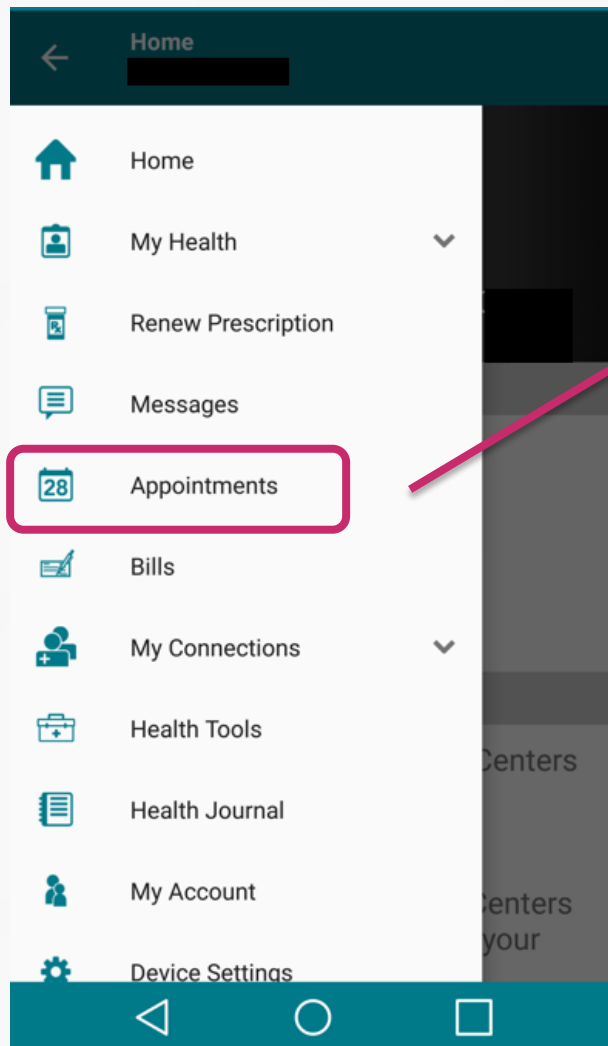 Home
Home
My Health
Renew Prescription
Messages
28
Appointments
Bills
My Connections
Health Tools
Centers
Health Journal
My Account
Centers
your
Device Settings